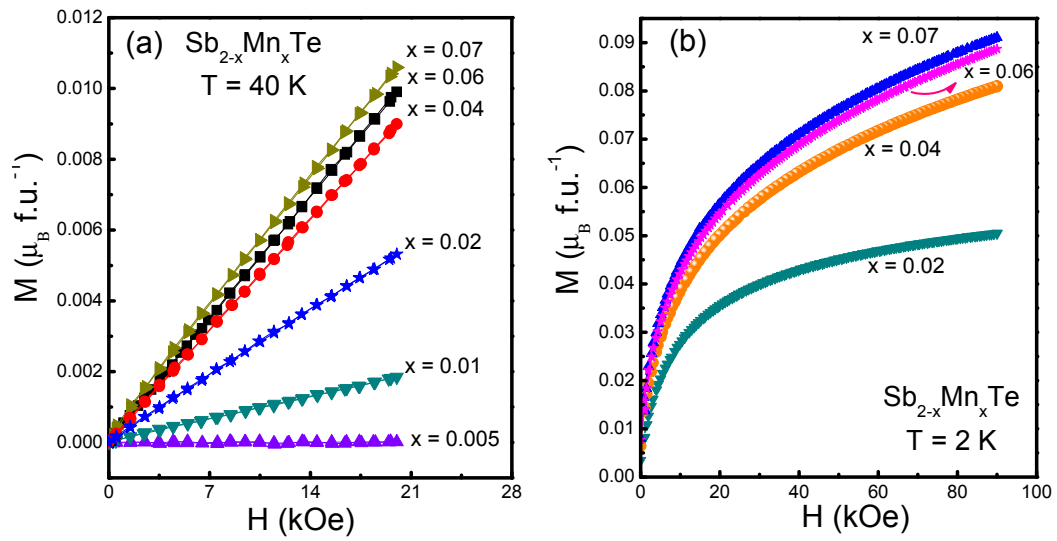 (a)
Sb₂₋ₓMnₓTe
T = 40 K
x = 0.07
x = 0.06
x = 0.04
x = 0.02
x = 0.01
x = 0.005
0.012
0.010
0.008
0.006
0.004
0.002
0.000
M (μ_B f.u.⁻¹)
0 7 14 21 28
H (kOe)
(b)
x = 0.07
x = 0.06
x = 0.04
x = 0.02
Sb₂₋ₓMnₓTe
T = 2 K
0.09
0.08
0.07
0.06
0.05
0.04
0.03
0.02
0.01
0.00
M (μ_B f.u.⁻¹)
0 20 40 60 80 100
H (kOe)